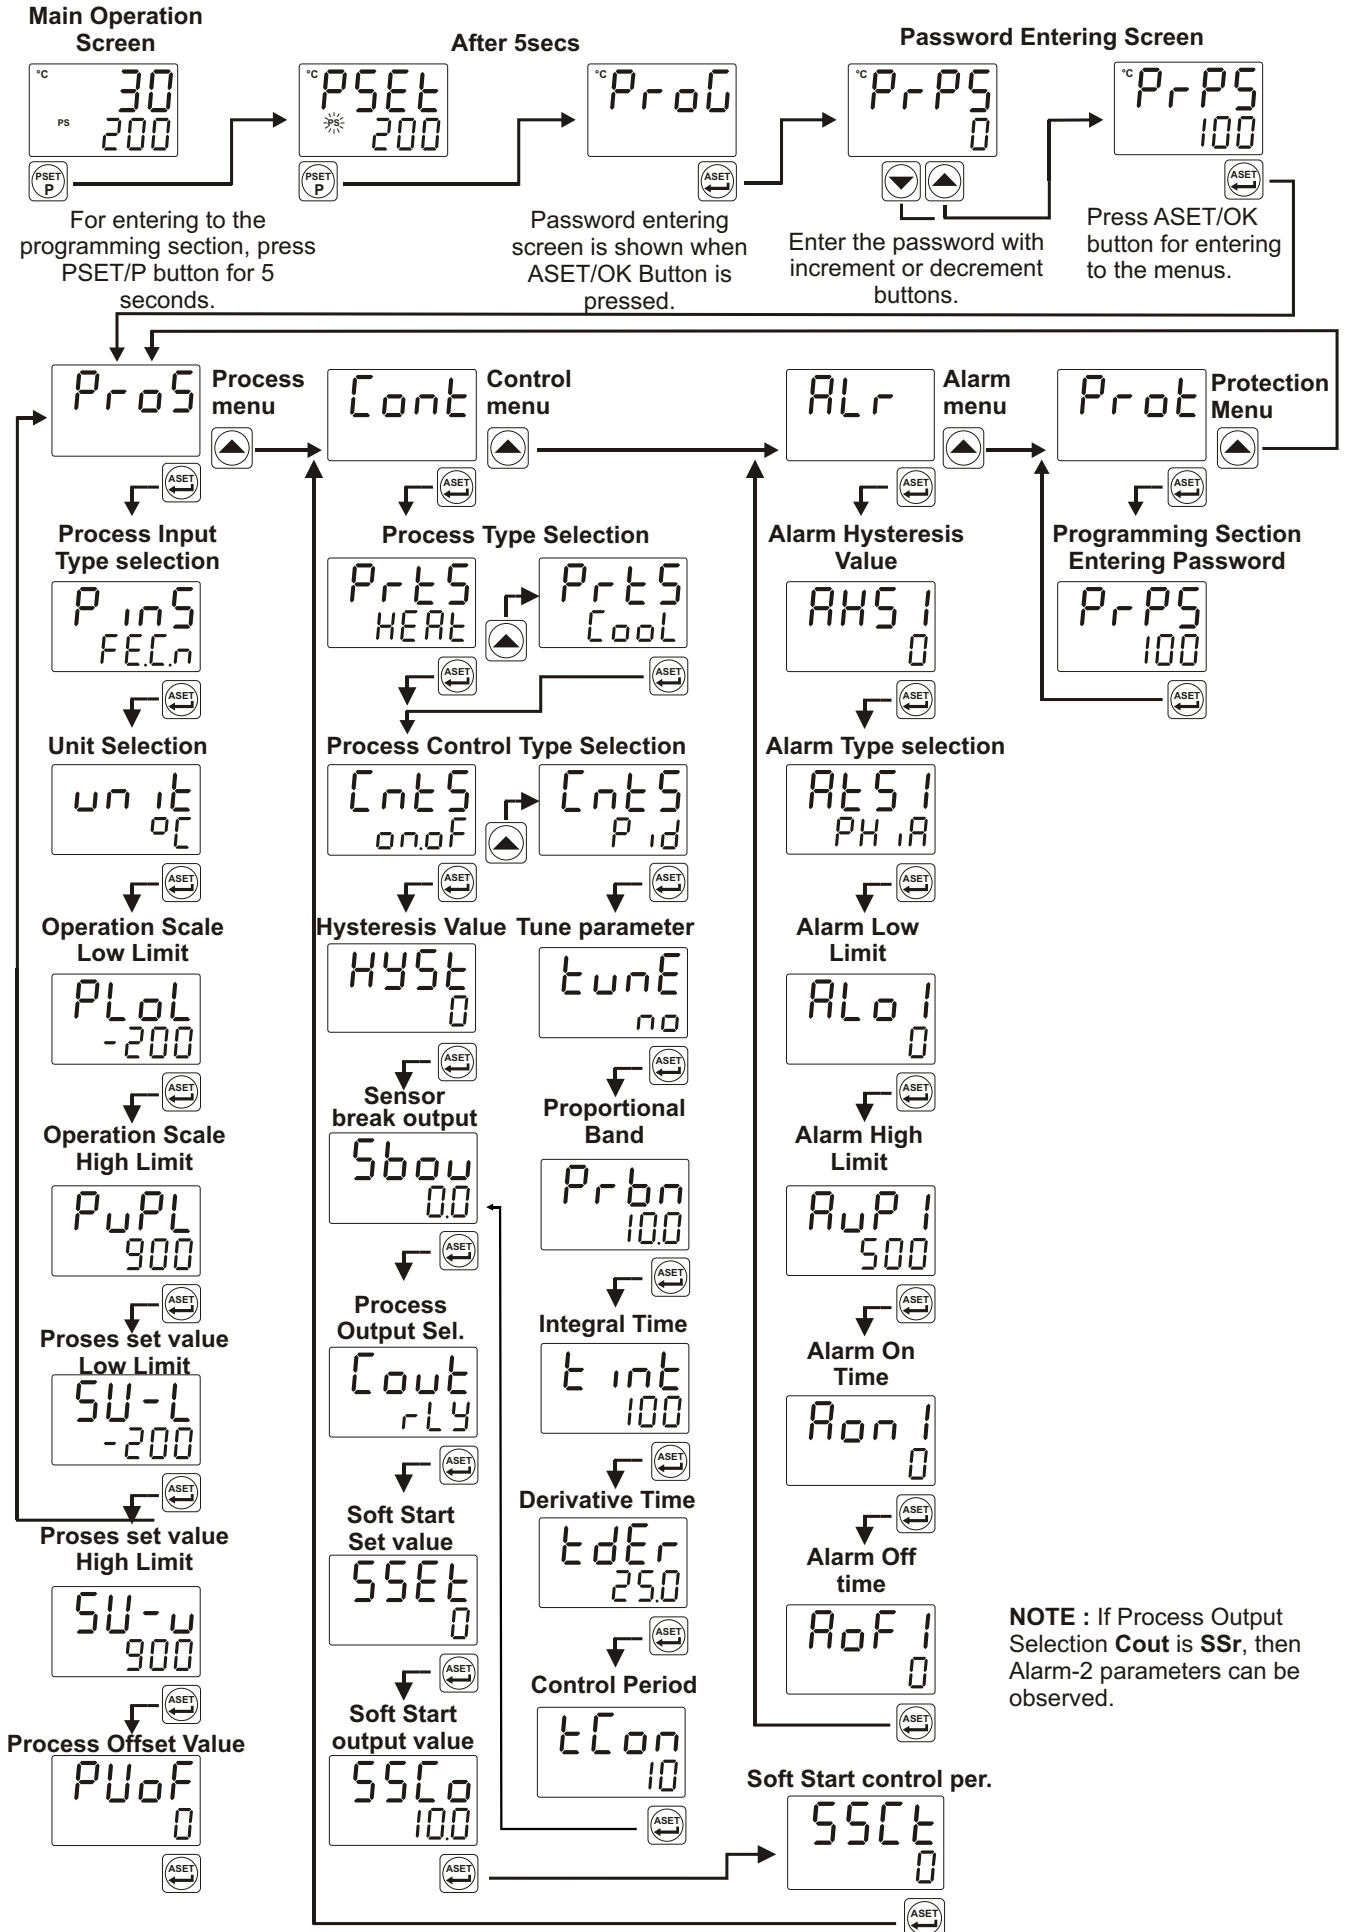 Main Operation
Screen
After 5secs
Password Entering Screen
°C
30
PS
200
°C
PSEt
PS
200
°C
ProG
°C
PrPS
0
°C
PrPS
100
PSET
P
PSET
P
ASET
ASET
For entering to the
programming section, press
PSET/P button for 5
seconds.
Password entering
screen is shown when
ASET/OK Button is
pressed.
Enter the password with
increment or decrement
buttons.
Press ASET/OK
button for entering
to the menus.
ProS
Process
menu
ASET
Process Input
Type selection
PinS
FE.C.n
ASET
Unit Selection
unit
°C
ASET
Operation Scale
Low Limit
PLoL
-200
ASET
Operation Scale
High Limit
PuPL
900
ASET
Proses set value
Low Limit
SU-L
-200
ASET
Proses set value
High Limit
SU-u
900
ASET
Process Offset Value
PUoF
0
ASET
Cont
Control
menu
ASET
Process Type Selection
PrtS
HEAt
PrtS
CooL
ASET
ASET
Process Control Type Selection
CntS
on.oF
CntS
Pid
ASET
ASET
Hysteresis Value
HYSt
0
ASET
Sensor
break output
Sbou
0.0
ASET
Process
Output Sel.
Cout
rLY
ASET
Soft Start
Set value
SSEt
0
ASET
Soft Start
output value
SSCo
10.0
ASET
Tune parameter
tunE
no
ASET
Proportional
Band
Prbn
10.0
ASET
Integral Time
tint
100
ASET
Derivative Time
tdEr
25.0
ASET
Control Period
tCon
10
ASET
ALr
Alarm
menu
ASET
Alarm Hysteresis
Value
AHS1
0
ASET
Alarm Type selection
AtS1
PHiA
ASET
Alarm Low
Limit
ALo1
0
ASET
Alarm High
Limit
AuP1
500
ASET
Alarm On
Time
Aon1
0
ASET
Alarm Off
time
AoF1
0
ASET
Soft Start control per.
SSCt
0
ASET
Prot
Protection
Menu
ASET
Programming Section
Entering Password
PrPS
100
ASET
NOTE : If Process Output
Selection Cout is SSr, then
Alarm-2 parameters can be
observed.